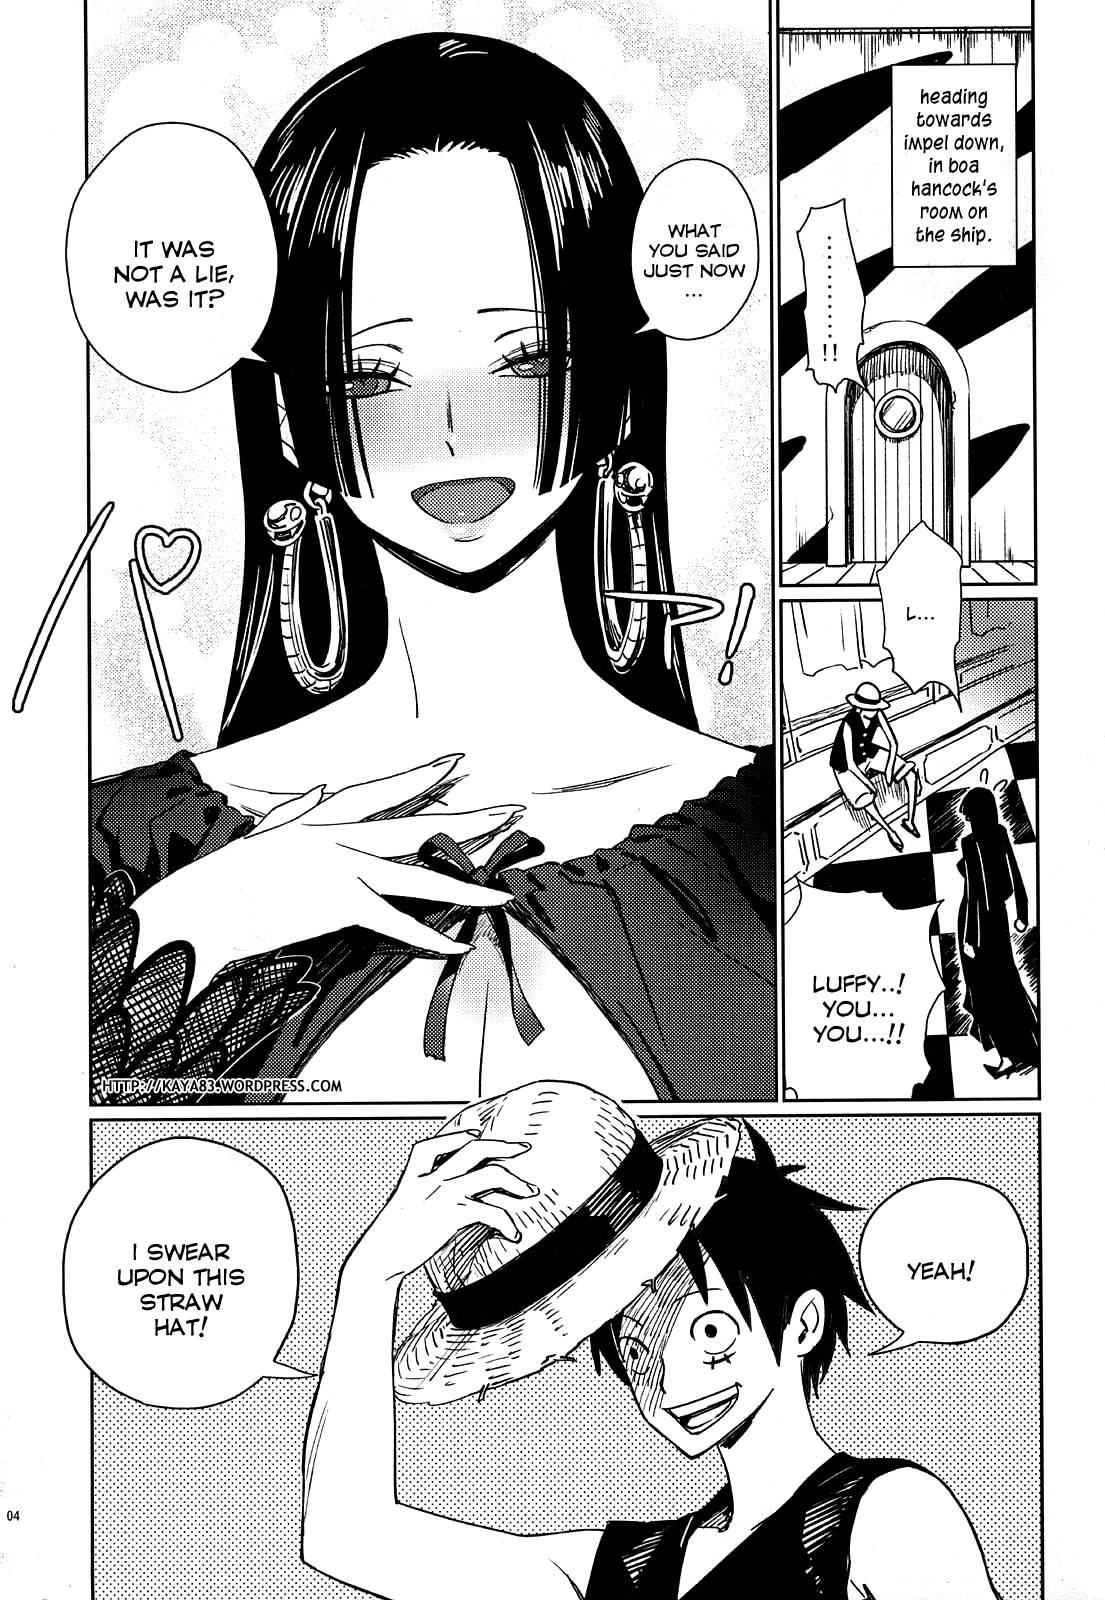 heading
towards
impel down,
in boa
hancock's
room on
the ship.
.........!!
L...
LUFFY..!
YOU...
YOU...!!
WHAT
YOU SAID
JUST NOW
...
IT WAS
NOT A LIE,
WAS IT?
HTTP://KAYA83.WORDPRESS.COM
YEAH!
I SWEAR
UPON THIS
STRAW
HAT!
04